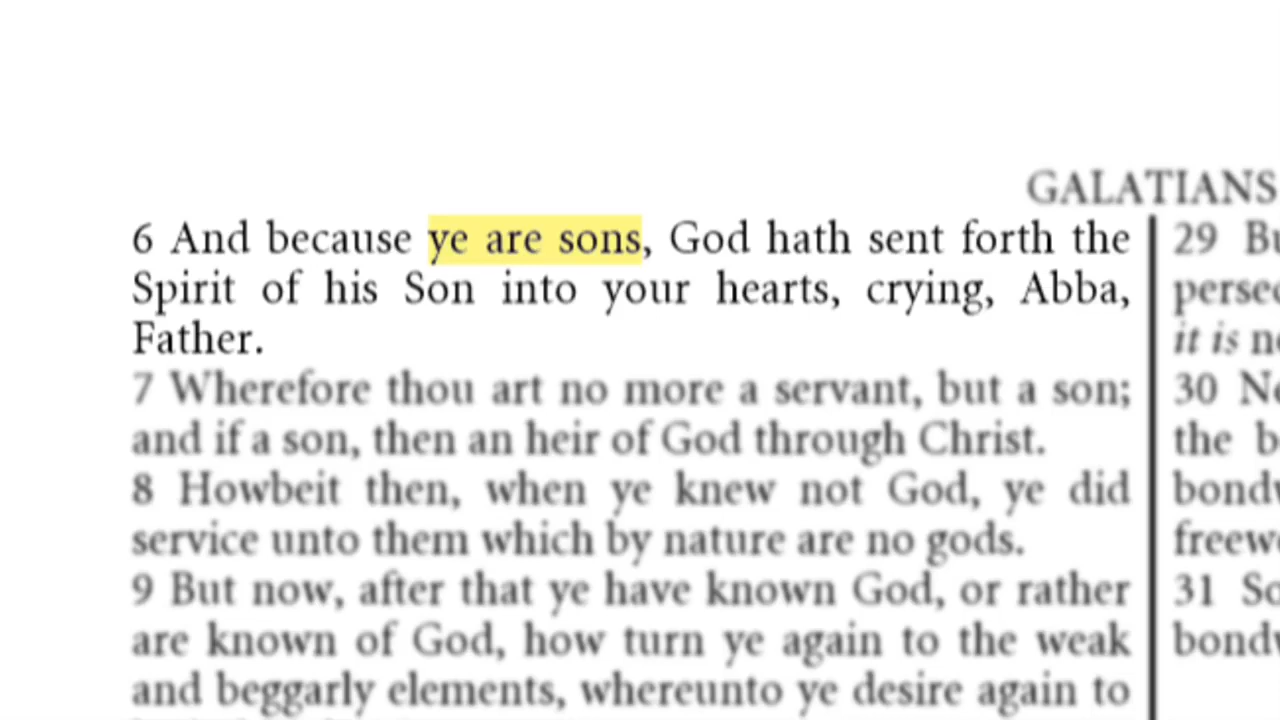 GALATIANS
6 And because ye are sons, God hath sent forth the
Spirit of his Son into your hearts, crying, Abba,
Father.
7 Wherefore thou art no more a servant, but a son;
and if a son, then an heir of God through Christ.
8 Howbeit then, when ye knew not God, ye did
service unto them which by nature are no gods.
9 But now, after that ye have known God, or rather
are known of God, how turn ye again to the weak
and beggarly elements, whereunto ye desire again to
29
it is
30
the
31